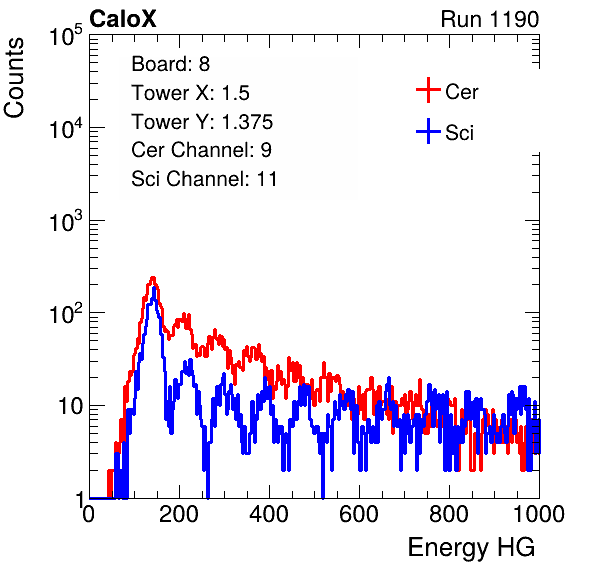 CaloX Run 1190
Counts
Board: 8
Tower X: 1.5
Tower Y: 1.375
Cer Channel: 9
Sci Channel: 11
Cer
Sci
10^5
10^4
10^3
10^2
10
1
0 200 400 600 800 1000
Energy HG